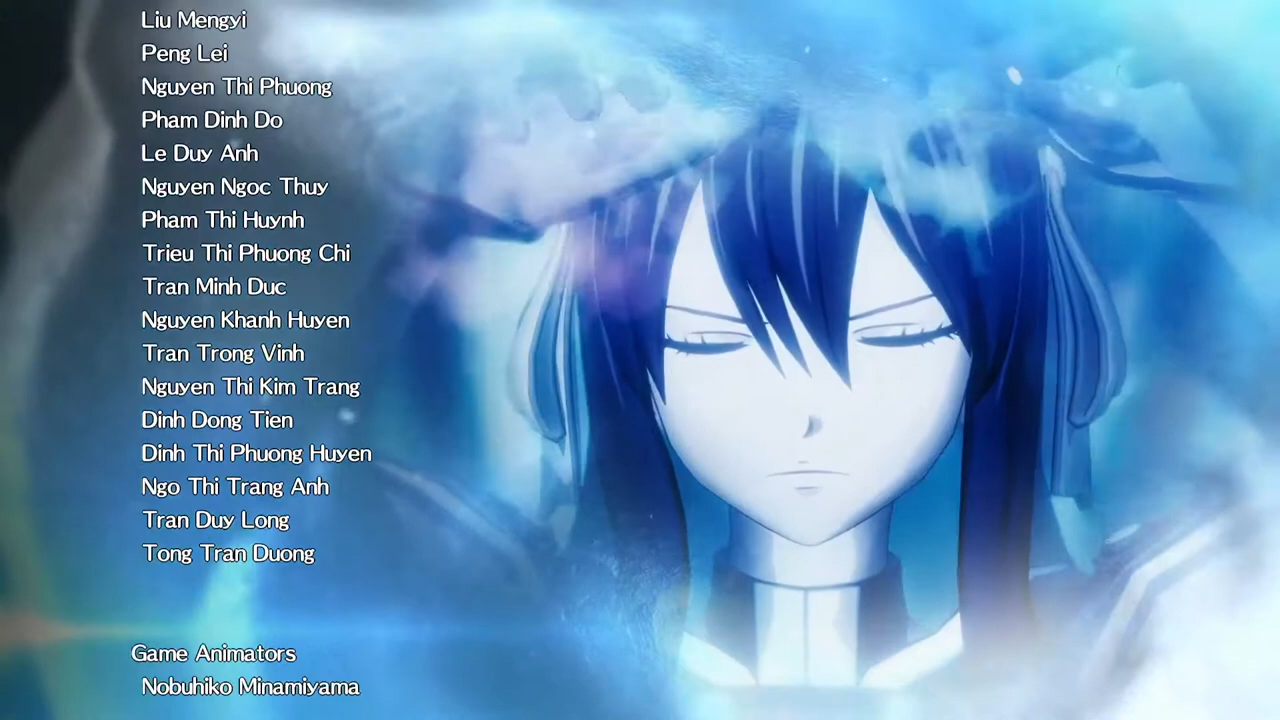 Liu Mengyi
Peng Lei
Nguyen Thi Phuong
Pham Dinh Do
Le Duy Anh
Nguyen Ngoc Thuy
Pham Thi Huynh
Trieu Thi Phuong Chi
Tran Minh Duc
Nguyen Khanh Huyen
Tran Trong Vinh
Nguyen Thi Kim Trang
Dinh Dong Tien
Dinh Thi Phuong Huyen
Ngo Thi Trang Anh
Tran Duy Long
Tong Tran Duong
Game Animators
Nobuhiko Minamiyama